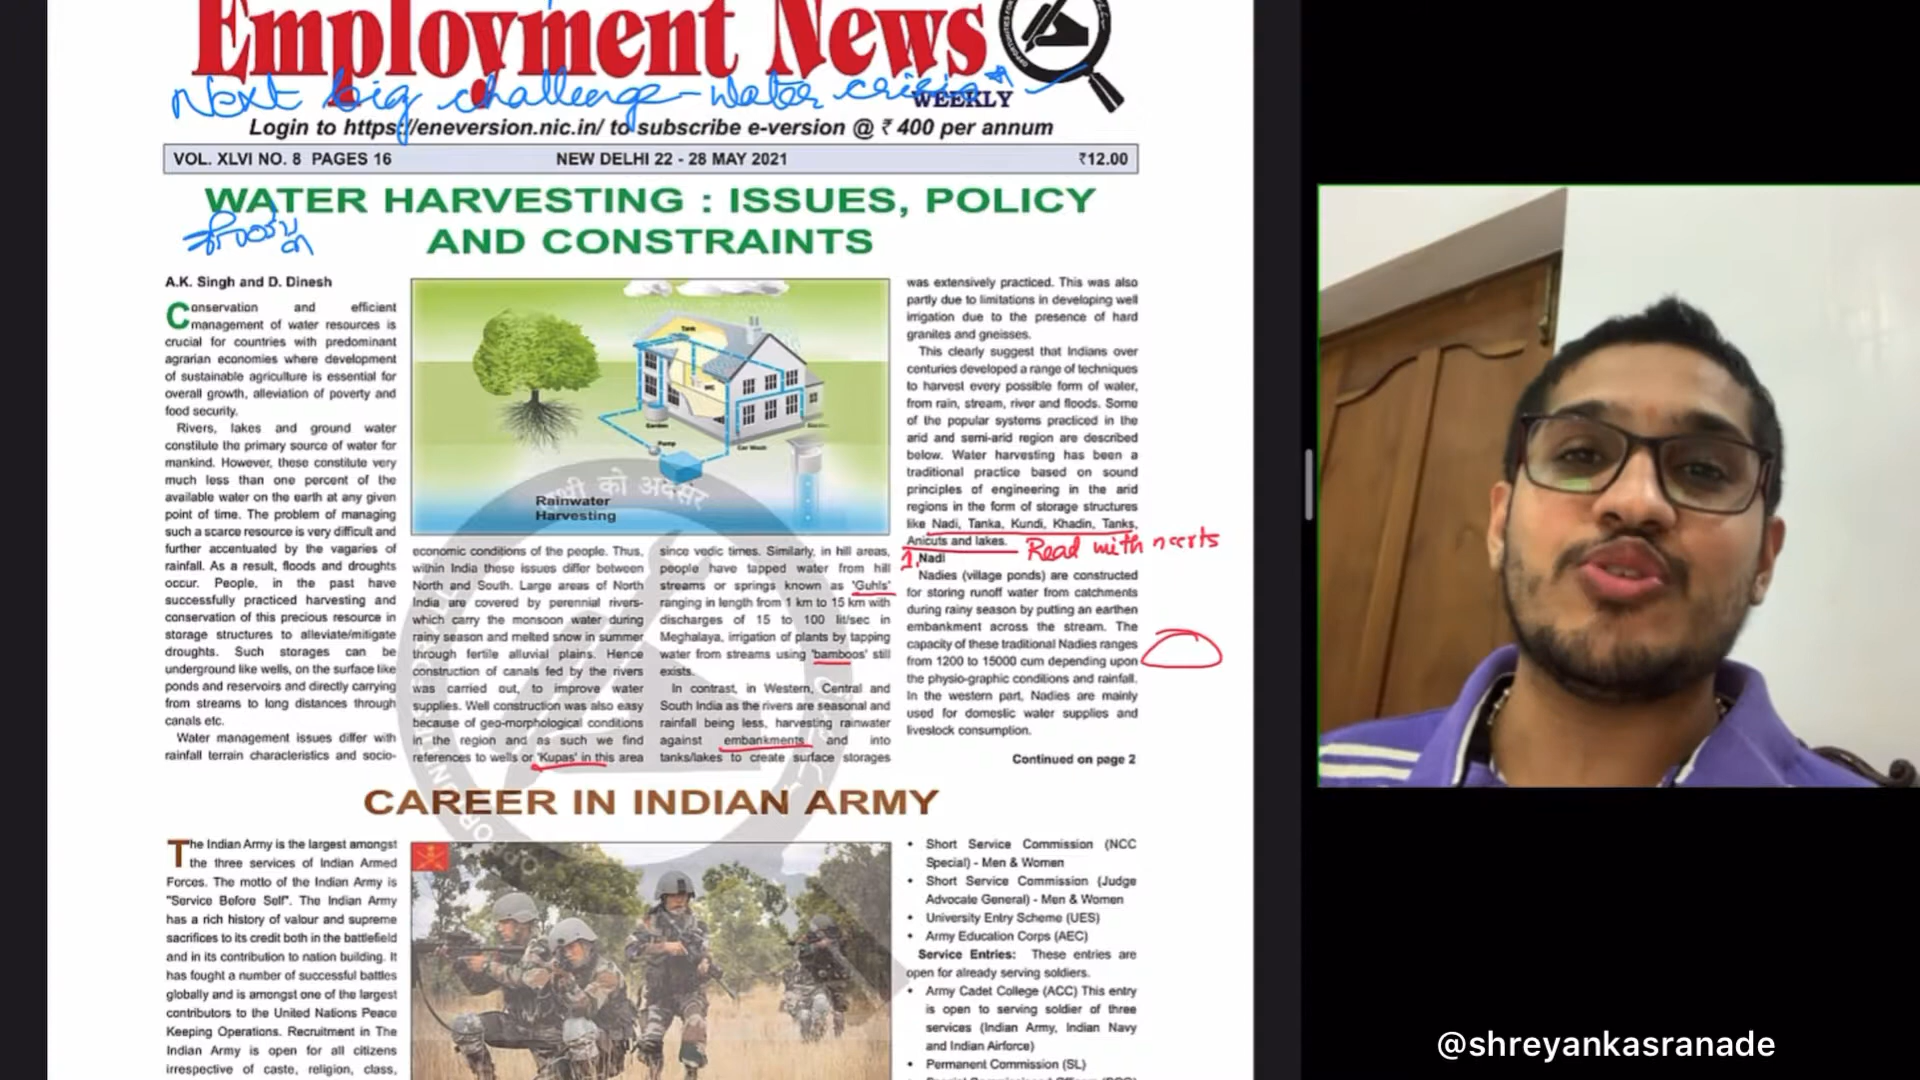 Employment News
Next big challenge - water crisis
WEEKLY
Login to https://eneversion.nic.in/ to subscribe e-version @ ₹ 400 per annum
VOL. XLVI NO. 8 PAGES 16 NEW DELHI 22 - 28 MAY 2021 ₹12.00
WATER HARVESTING : ISSUES, POLICY
AND CONSTRAINTS
A.K. Singh and D. Dinesh
Conservation and efficient
management of water resources is
crucial for countries with predominant
agrarian economies where development
of sustainable agriculture is essential for
overall growth, alleviation of poverty and
food security.
Rivers, lakes and ground water
constitute the primary source of water for
mankind. However, these constitute very
much less than one percent of the
available water on the earth at any given
point of time. The problem of managing
such a scarce resource is very difficult and
further accentuated by the vagaries of
rainfall. As a result, floods and droughts
occur. People, in the past have
successfully practiced harvesting and
conservation of this precious resource in
storage structures to alleviate/mitigate
droughts. Such storages can be
underground like wells, on the surface like
ponds and reservoirs and directly carrying
from streams to long distances through
canals etc.
Water management issues differ with
rainfall terrain characteristics and socio-
Tank
WC
Garden
Pump
Car Wash
Rainwater
Harvesting
economic conditions of the people. Thus,
within India these issues differ between
North and South. Large areas of North
India are covered by perennial rivers-
which carry the monsoon water during
rainy season and melted snow in summer
through fertile alluvial plains. Hence
construction of canals fed by the rivers
was carried out, to improve water
supplies. Well construction was also easy
because of geo-morphological conditions
in the region and as such we find
references to wells or 'Kupas' in this area
since vedic times. Similarly, in hill areas,
people have tapped water from hill
streams or springs known as 'Guhls'
ranging in length from 1 km to 15 km with
discharges of 15 to 100 lit/sec in
Meghalaya, irrigation of plants by tapping
water from streams using 'bamboos' still
exists.
In contrast, in Western, Central and
South India as the rivers are seasonal and
rainfall being less, harvesting rainwater
against embankments and into
tanks/lakes to create surface storages
was extensively practiced. This was also
partly due to limitations in developing well
irrigation due to the presence of hard
granites and gneisses.
This clearly suggest that Indians over
centuries developed a range of techniques
to harvest every possible form of water,
from rain, stream, river and floods. Some
of the popular systems practiced in the
arid and semi-arid region are described
below. Water harvesting has been a
traditional practice based on sound
principles of engineering in the arid
regions in the form of storage structures
like Nadi, Tanka, Kundi, Khadin, Tanks,
Anicuts and lakes.
Read with ncerts
1. Nadi
Nadies (village ponds) are constructed
for storing runoff water from catchments
during rainy season by putting an earthen
embankment across the stream. The
capacity of these traditional Nadies ranges
from 1200 to 15000 cum depending upon
the physio-graphic conditions and rainfall.
In the western part, Nadies are mainly
used for domestic water supplies and
livestock consumption.
Continued on page 2
CAREER IN INDIAN ARMY
The Indian Army is the largest amongst
the three services of Indian Armed
Forces. The motto of the Indian Army is
"Service Before Self". The Indian Army
has a rich history of valour and supreme
sacrifices to its credit both in the battlefield
and in its contribution to nation building. It
has fought a number of successful battles
globally and is amongst one of the largest
contributors to the United Nations Peace
Keeping Operations. Recruitment in The
Indian Army is open for all citizens
irrespective of caste, religion, class,
• Short Service Commission (NCC
Special) - Men & Women
• Short Service Commission (Judge
Advocate General) - Men & Women
• University Entry Scheme (UES)
• Army Education Corps (AEC)
Service Entries: These entries are
open for already serving soldiers.
• Army Cadet College (ACC) This entry
is open to serving soldier of three
services (Indian Army, Indian Navy
and Indian Airforce)
• Permanent Commission (SL)
@shreyankasranade